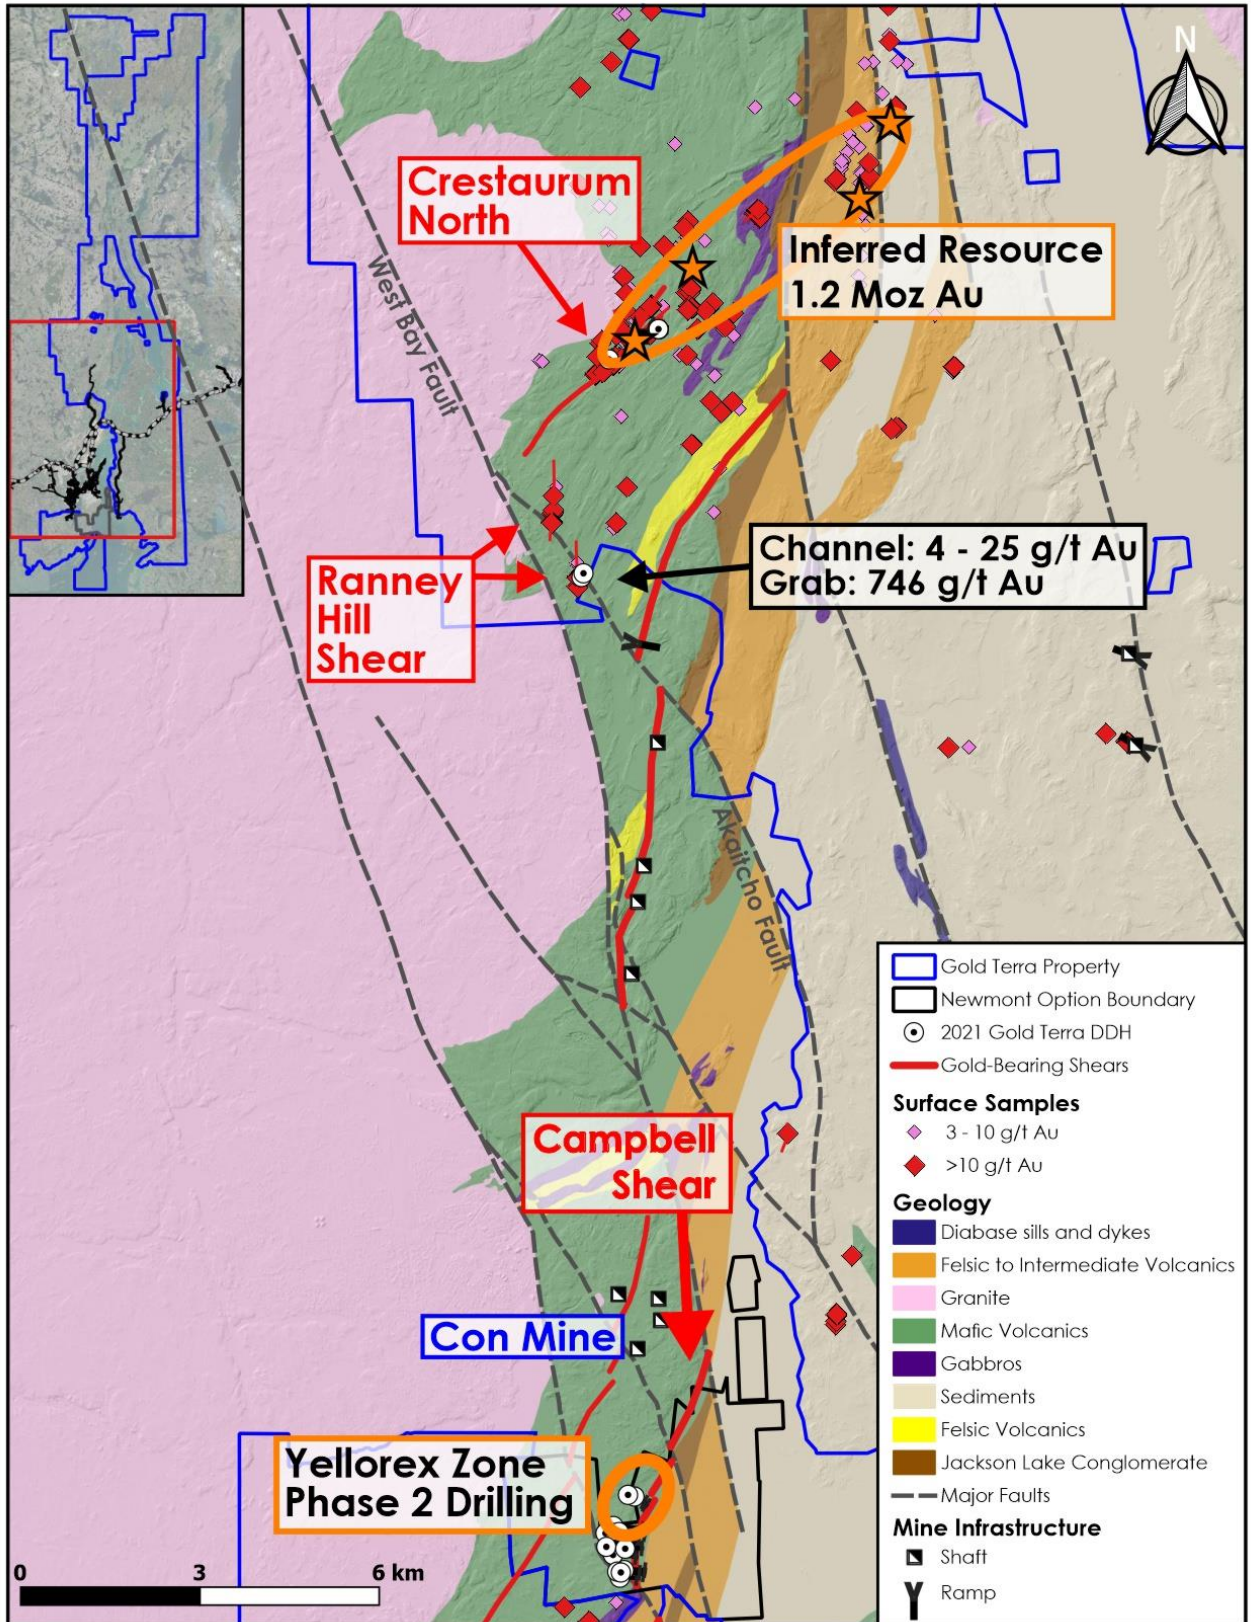 N
Crestaurum
North
Inferred Resource
1.2 Moz Au
West Bay Fault
Channel: 4 - 25 g/t Au
Grab: 746 g/t Au
Ranney
Hill
Shear
Akaitcho Fault
Campbell
Shear
Con Mine
Yellorex Zone
Phase 2 Drilling
0 3 6 km
Gold Terra Property
Newmont Option Boundary
2021 Gold Terra DDH
Gold-Bearing Shears
Surface Samples
3 - 10 g/t Au
>10 g/t Au
Geology
Diabase sills and dykes
Felsic to Intermediate Volcanics
Granite
Mafic Volcanics
Gabbros
Sediments
Felsic Volcanics
Jackson Lake Conglomerate
Major Faults
Mine Infrastructure
Shaft
Ramp